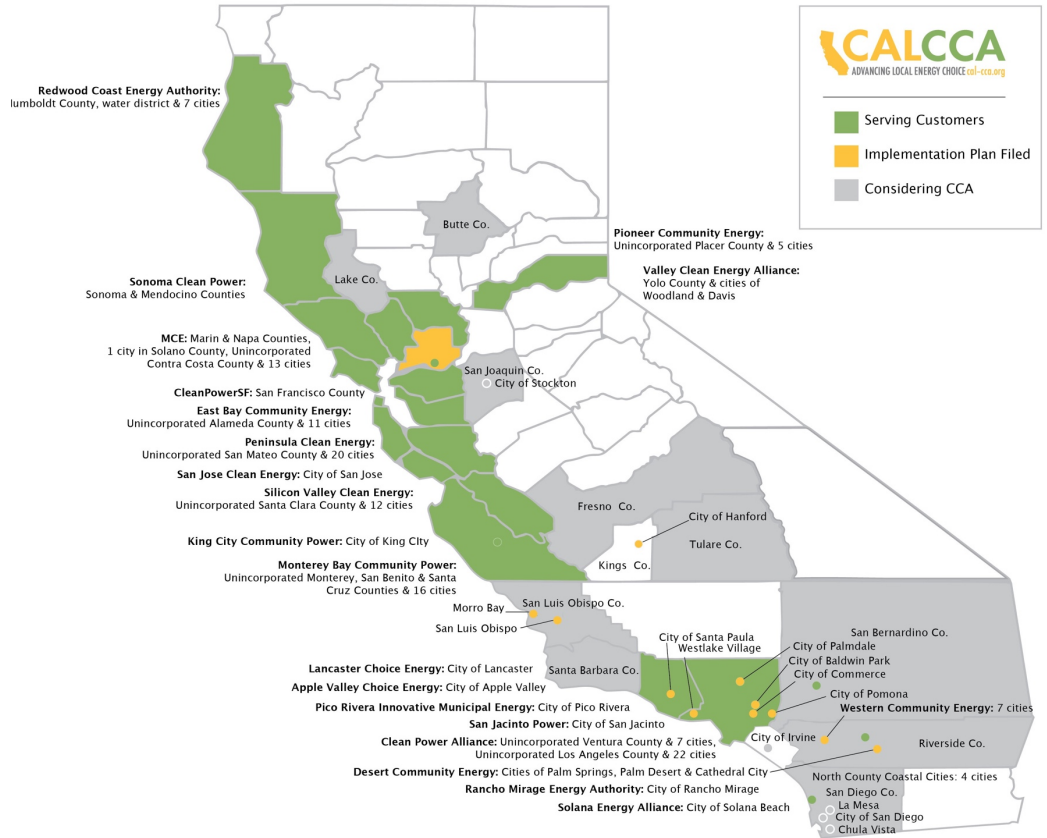 CALCCA
ADVANCING LOCAL ENERGY CHOICE cal-cca.org
Serving Customers
Implementation Plan Filed
Considering CCA
Redwood Coast Energy Authority:
umboldt County, water district & 7 cities
Butte Co.
Pioneer Community Energy:
Unincorporated Placer County & 5 cities
Valley Clean Energy Alliance:
Yolo County & cities of
Woodland & Davis
Lake Co.
Sonoma Clean Power:
Sonoma & Mendocino Counties
MCE: Marin & Napa Counties,
1 city in Solano County, Unincorporated
Contra Costa County & 13 cities
San Joaquin Co.
City of Stockton
CleanPowerSF: San Francisco County
East Bay Community Energy:
Unincorporated Alameda County & 11 cities
Peninsula Clean Energy:
Unincorporated San Mateo County & 20 cities
San Jose Clean Energy: City of San Jose
Silicon Valley Clean Energy:
Unincorporated Santa Clara County & 12 cities
Fresno Co.
City of Hanford
Tulare Co.
Kings Co.
King City Community Power: City of King CIty
Monterey Bay Community Power:
Unincorporated Monterey, San Benito & Santa
Cruz Counties & 16 cities
Morro Bay
San Luis Obispo Co.
San Luis Obispo
San Bernardino Co.
City of Santa Paula
Westlake Village
City of Palmdale
City of Baldwin Park
City of Commerce
City of Pomona
Santa Barbara Co.
Lancaster Choice Energy: City of Lancaster
Apple Valley Choice Energy: City of Apple Valley
Pico Rivera Innovative Municipal Energy: City of Pico Rivera
Western Community Energy: 7 cities
San Jacinto Power: City of San Jacinto
City of Irvine
Riverside Co.
Clean Power Alliance: Unincorporated Ventura County & 7 cities,
Unincorporated Los Angeles County & 22 cities
Desert Community Energy: Cities of Palm Springs, Palm Desert & Cathedral City
North County Coastal Cities: 4 cities
Rancho Mirage Energy Authority: City of Rancho Mirage
San Diego Co.
Solana Energy Alliance: City of Solana Beach
La Mesa
City of San Diego
Chula Vista